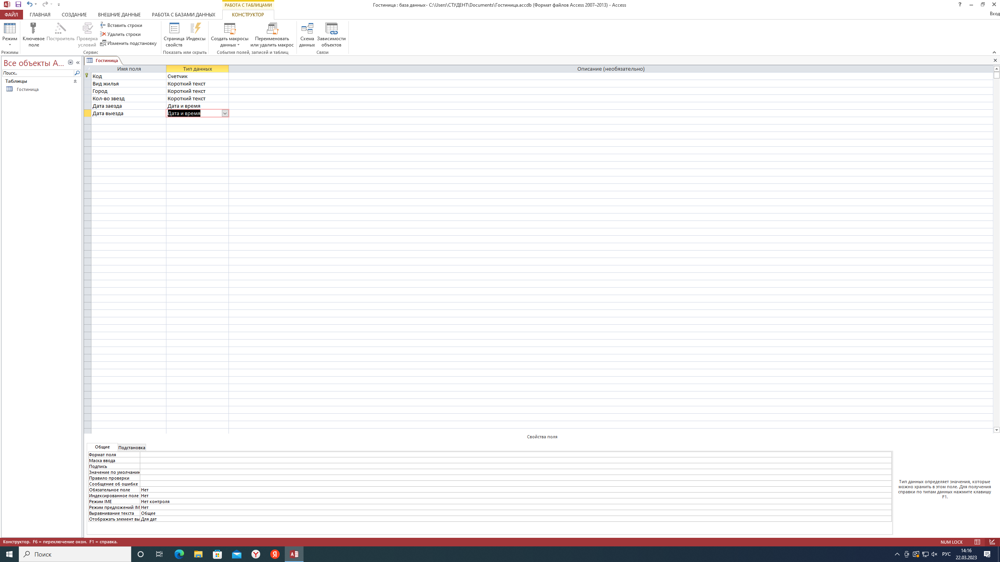 РАБОТА С ТАБЛИЦАМИ
Гостиница : база данных- C:\Users\СТУДЕНТ\Documents\Гостиница.accdb (Формат файлов Access 2007–2013) - Access
ФАЙЛ ГЛАВНАЯ СОЗДАНИЕ ВНЕШНИЕ ДАННЫЕ РАБОТА С БАЗАМИ ДАННЫХ КОНСТРУКТОР
Вход
Режим
Ключевое поле
Построитель
Проверка условий
Вставить строки
Удалить строки
Изменить подстановку
Страница свойств
Индексы
Создать макросы данных
Переименовать или удалить макрос
Схема данных
Зависимости объектов
Режимы Сервис Показать или скрыть События полей, записей и таблиц Связи
Все объекты А...
Поиск...
Таблицы
Гостиница
Гостиница
Имя поля Тип данных Описание (необязательно)
Код Счетчик
Вид жилья Короткий текст
Город Короткий текст
Кол-во звезд Короткий текст
Дата заезда Дата и время
Дата выезда Дата и время
Свойства поля
Общие Подстановка
Формат поля
Маска ввода
Подпись
Значение по умолчани
Правило проверки
Сообщение об ошибке
Обязательное поле Нет
Индексированное поле Нет
Режим IME Нет контроля
Режим предложений IM Нет
Выравнивание текста Общее
Отображать элемент вы Для дат
Тип данных определяет значения, которые
можно хранить в этом поле. Для получения
справки по типам данных нажмите клавишу
F1.
Конструктор. F6 = переключение окон. F1 = справка.
NUM LOCK
Поиск
РУС
14:16
22.03.2023